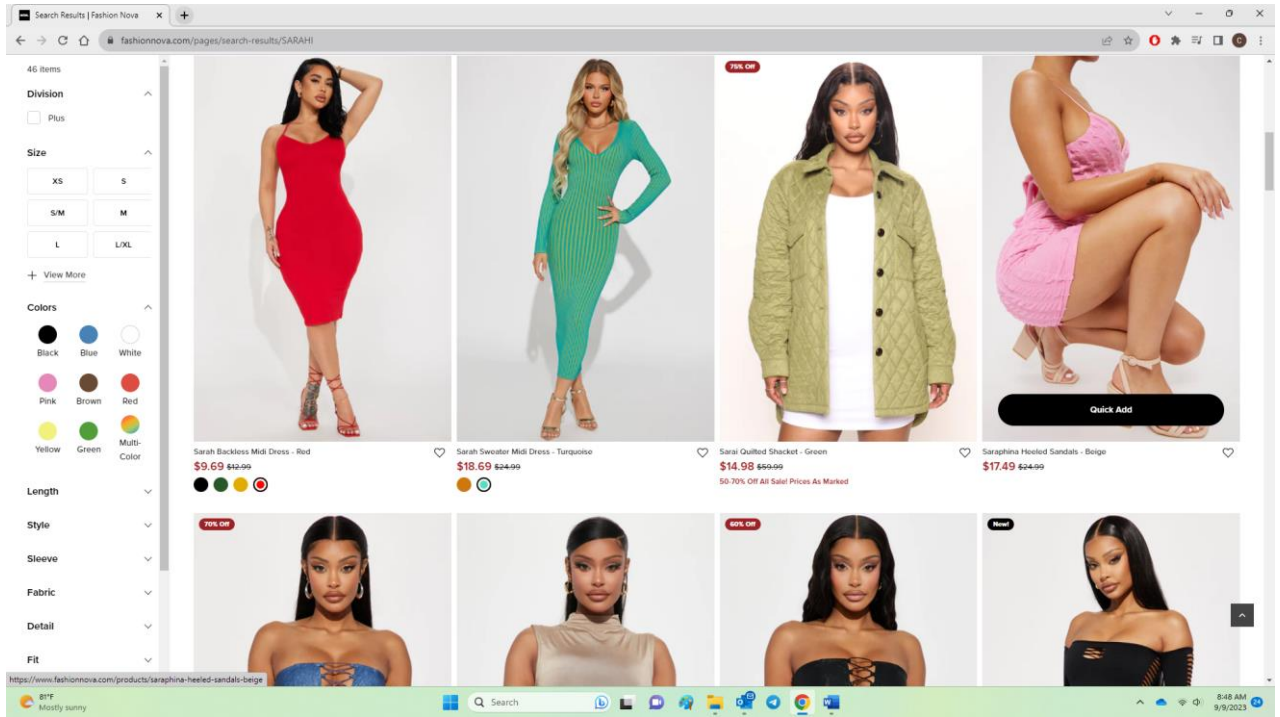 Search Results | Fashion Nova
fashionnova.com/pages/search-results/SARAHI
46 items
Division
Plus
Size
XS S
S/M M
L L/XL
+ View More
Colors
Black Blue White
Pink Brown Red
Yellow Green Multi-
Color
Length
Style
Sleeve
Fabric
Detail
Fit
75% Off
Quick Add
Sarah Backless Midi Dress - Red
$9.69 $12.99
Sarah Sweater Midi Dress - Turquoise
$18.69 $24.99
Sarai Quilted Shacket - Green
$14.98 $59.99
50-70% Off All Sale! Prices As Marked
Saraphina Heeled Sandals - Beige
$17.49 $24.99
70% Off
60% Off
New!
https://www.fashionnova.com/products/saraphina-heeled-sandals-beige
81°F
Mostly sunny
Search
8:48 AM
9/9/2023